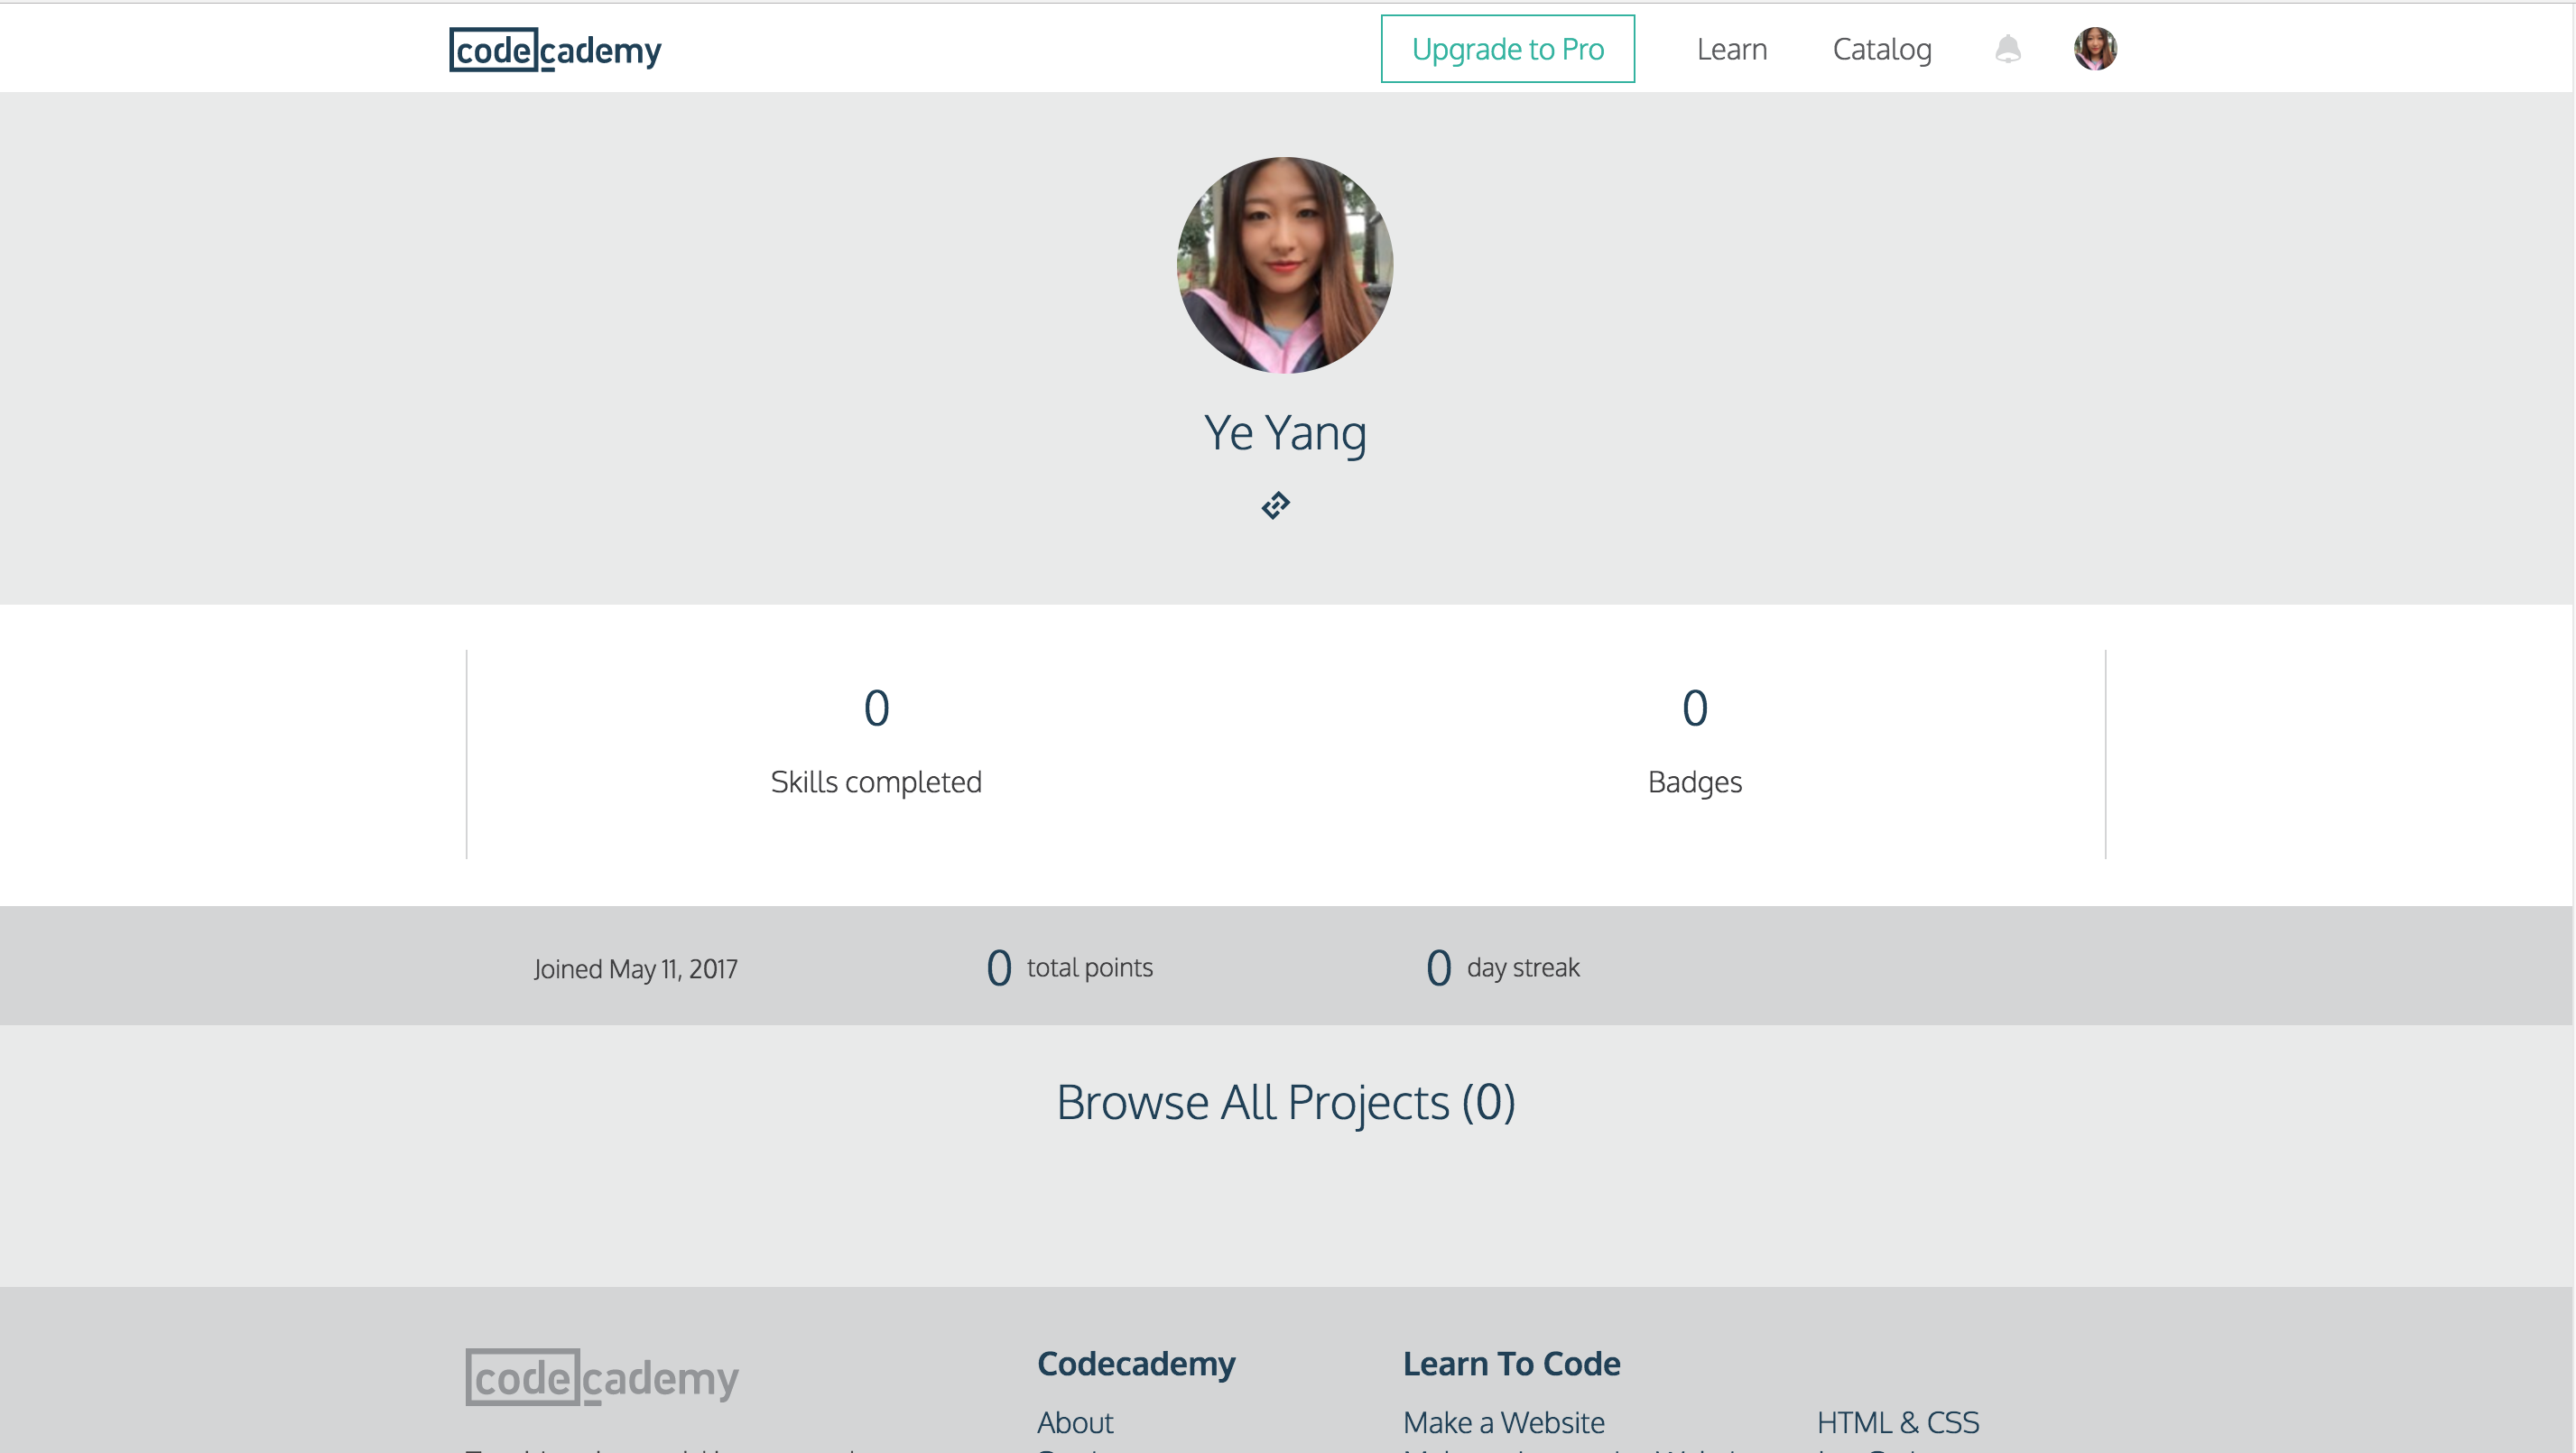 codecademy
Upgrade to Pro
Learn
Catalog
Ye Yang
0
Skills completed
0
Badges
Joined May 11, 2017
0 total points
0 day streak
Browse All Projects (0)
codecademy
Codecademy
Learn To Code
About
Make a Website
HTML & CSS